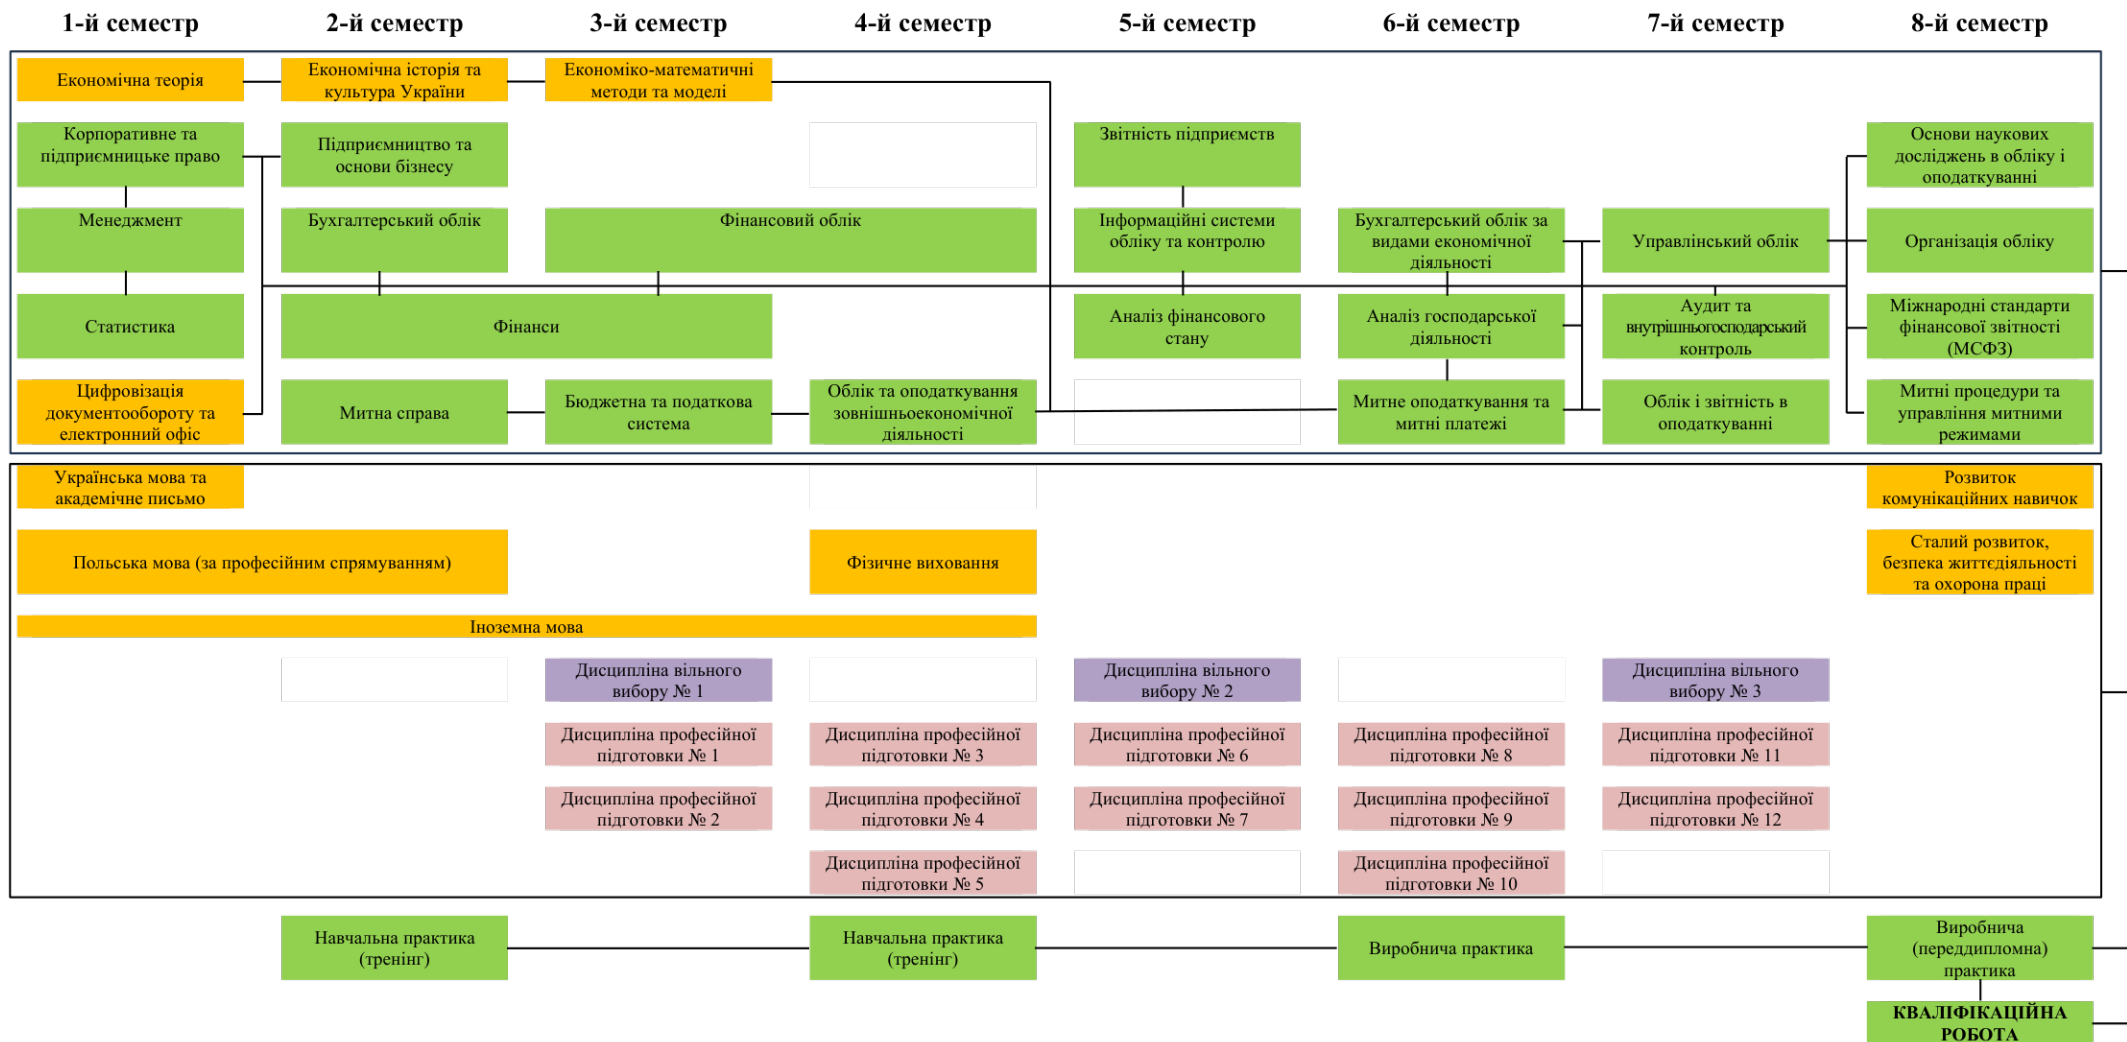 1-й семестр 2-й семестр 3-й семестр 4-й семестр 5-й семестр 6-й семестр 7-й семестр 8-й семестр
Економічна теорія
Економічна історія та
культура України
Економіко-математичні
методи та моделі
Корпоративне та
підприємницьке право
Підприємництво та
основи бізнесу
Звітність підприємств
Основи наукових
досліджень в обліку і
оподаткуванні
Менеджмент
Бухгалтерський облік
Фінансовий облік
Інформаційні системи
обліку та контролю
Бухгалтерський облік за
видами економічної
діяльності
Управлінський облік
Організація обліку
Статистика
Фінанси
Аналіз фінансового
стану
Аналіз господарської
діяльності
Аудит та
внутрішньогосподарський
контроль
Міжнародні стандарти
фінансової звітності
(МСФЗ)
Цифровізація
документообороту та
електронний офіс
Митна справа
Бюджетна та податкова
система
Облік та оподаткування
зовнішньоекономічної
діяльності
Митне оподаткування та
митні платежі
Облік і звітність в
оподаткуванні
Митні процедури та
управління митними
режимами
Українська мова та
академічне письмо
Розвиток
комунікаційних навичок
Польська мова (за професійним спрямуванням)
Фізичне виховання
Сталий розвиток,
безпека життєдіяльності
та охорона праці
Іноземна мова
Дисципліна вільного
вибору № 1
Дисципліна вільного
вибору № 2
Дисципліна вільного
вибору № 3
Дисципліна професійної
підготовки № 1
Дисципліна професійної
підготовки № 3
Дисципліна професійної
підготовки № 6
Дисципліна професійної
підготовки № 8
Дисципліна професійної
підготовки № 11
Дисципліна професійної
підготовки № 2
Дисципліна професійної
підготовки № 4
Дисципліна професійної
підготовки № 7
Дисципліна професійної
підготовки № 9
Дисципліна професійної
підготовки № 12
Дисципліна професійної
підготовки № 5
Дисципліна професійної
підготовки № 10
Навчальна практика
(тренінг)
Навчальна практика
(тренінг)
Виробнича практика
Виробнича
(переддипломна)
практика
КВАЛІФІКАЦІЙНА
РОБОТА